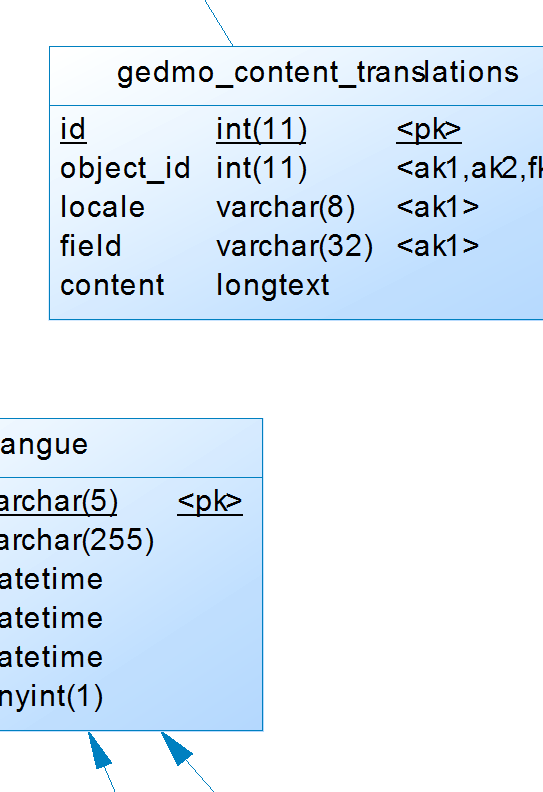 gedmo_content_translations
id int(11) <pk>
object_id int(11) <ak1,ak2,fk
locale varchar(8) <ak1>
field varchar(32) <ak1>
content longtext
angue
archar(5) <pk>
archar(255)
atetime
atetime
atetime
nyint(1)